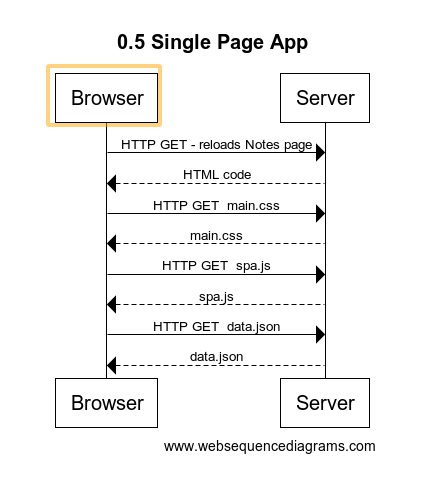 0.5 Single Page App
Browser
Server
HTTP GET - reloads Notes page
HTML code
HTTP GET  main.css
main.css
HTTP GET  spa.js
spa.js
HTTP GET  data.json
data.json
Browser
Server
www.websequencediagrams.com